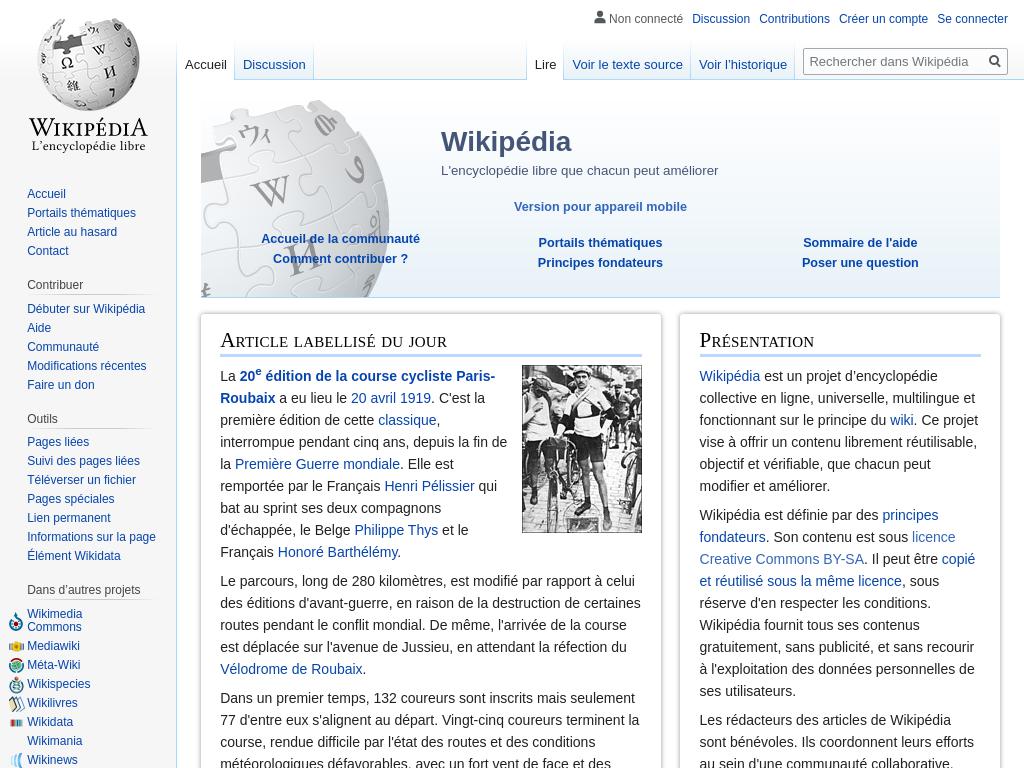 Non connecté Discussion Contributions Créer un compte Se connecter
Accueil Discussion Lire Voir le texte source Voir l’historique Rechercher dans Wikipédia
WIKIPÉDIA
L'encyclopédie libre
Accueil
Portails thématiques
Article au hasard
Contact
Contribuer
Débuter sur Wikipédia
Aide
Communauté
Modifications récentes
Faire un don
Outils
Pages liées
Suivi des pages liées
Téléverser un fichier
Pages spéciales
Lien permanent
Informations sur la page
Élément Wikidata
Dans d’autres projets
Wikimedia
Commons
Mediawiki
Méta-Wiki
Wikispecies
Wikilivres
Wikidata
Wikimania
Wikinews
Wikipédia
L'encyclopédie libre que chacun peut améliorer
Version pour appareil mobile
Accueil de la communauté
Comment contribuer ?
Portails thématiques
Principes fondateurs
Sommaire de l'aide
Poser une question
Article labellisé du jour
La 20e édition de la course cycliste Paris-
Roubaix a eu lieu le 20 avril 1919. C'est la
première édition de cette classique,
interrompue pendant cinq ans, depuis la fin de
la Première Guerre mondiale. Elle est
remportée par le Français Henri Pélissier qui
bat au sprint ses deux compagnons
d'échappée, le Belge Philippe Thys et le
Français Honoré Barthélémy.
Le parcours, long de 280 kilomètres, est modifié par rapport à celui
des éditions d'avant-guerre, en raison de la destruction de certaines
routes pendant le conflit mondial. De même, l'arrivée de la course
est déplacée sur l'avenue de Jussieu, en attendant la réfection du
Vélodrome de Roubaix.
Dans un premier temps, 132 coureurs sont inscrits mais seulement
77 d'entre eux s'alignent au départ. Vingt-cinq coureurs terminent la
course, rendue difficile par l'état des routes et des conditions
météorologiques défavorables, avec un fort vent de face et des
Présentation
Wikipédia est un projet d’encyclopédie
collective en ligne, universelle, multilingue et
fonctionnant sur le principe du wiki. Ce projet
vise à offrir un contenu librement réutilisable,
objectif et vérifiable, que chacun peut
modifier et améliorer.
Wikipédia est définie par des principes
fondateurs. Son contenu est sous licence
Creative Commons BY-SA. Il peut être copié
et réutilisé sous la même licence, sous
réserve d'en respecter les conditions.
Wikipédia fournit tous ses contenus
gratuitement, sans publicité, et sans recourir
à l'exploitation des données personnelles de
ses utilisateurs.
Les rédacteurs des articles de Wikipédia
sont bénévoles. Ils coordonnent leurs efforts
au sein d'une communauté collaborative,